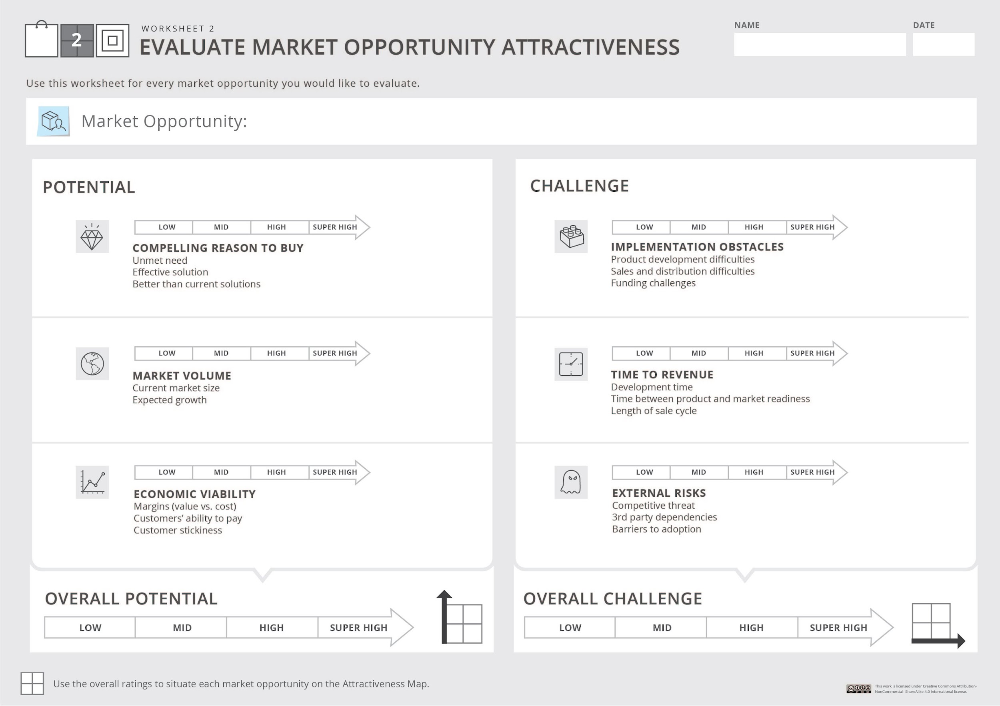 2
WORKSHEET 2
EVALUATE MARKET OPPORTUNITY ATTRACTIVENESS
NAME
DATE
Use this worksheet for every market opportunity you would like to evaluate.
Market Opportunity:
POTENTIAL
LOW MID HIGH SUPER HIGH
COMPELLING REASON TO BUY
Unmet need
Effective solution
Better than current solutions
LOW MID HIGH SUPER HIGH
MARKET VOLUME
Current market size
Expected growth
LOW MID HIGH SUPER HIGH
ECONOMIC VIABILITY
Margins (value vs. cost)
Customers’ ability to pay
Customer stickiness
OVERALL POTENTIAL
LOW MID HIGH SUPER HIGH
CHALLENGE
LOW MID HIGH SUPER HIGH
IMPLEMENTATION OBSTACLES
Product development difficulties
Sales and distribution difficulties
Funding challenges
LOW MID HIGH SUPER HIGH
TIME TO REVENUE
Development time
Time between product and market readiness
Length of sale cycle
LOW MID HIGH SUPER HIGH
EXTERNAL RISKS
Competitive threat
3rd party dependencies
Barriers to adoption
OVERALL CHALLENGE
LOW MID HIGH SUPER HIGH
Use the overall ratings to situate each market opportunity on the Attractiveness Map.
cc
BY NC SA
This work is licensed under Creative Commons Attribution-
NonCommercial- ShareAlike 4.0 International license.